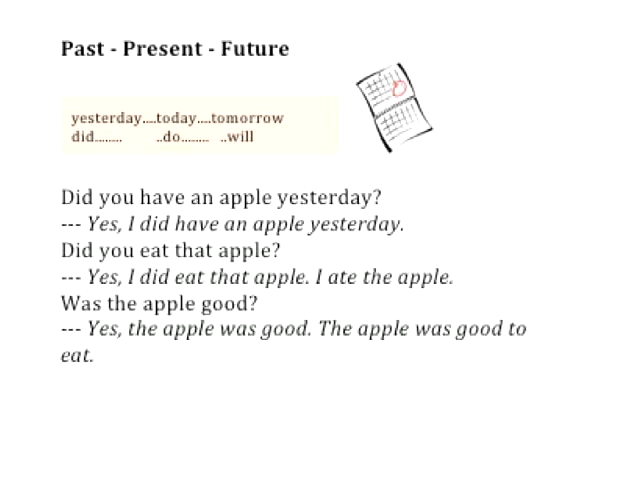 Past - Present - Future
yesterday....today....tomorrow
did........ ..do........ ..will
Did you have an apple yesterday?
--- Yes, I did have an apple yesterday.
Did you eat that apple?
--- Yes, I did eat that apple. I ate the apple.
Was the apple good?
--- Yes, the apple was good. The apple was good to
eat.